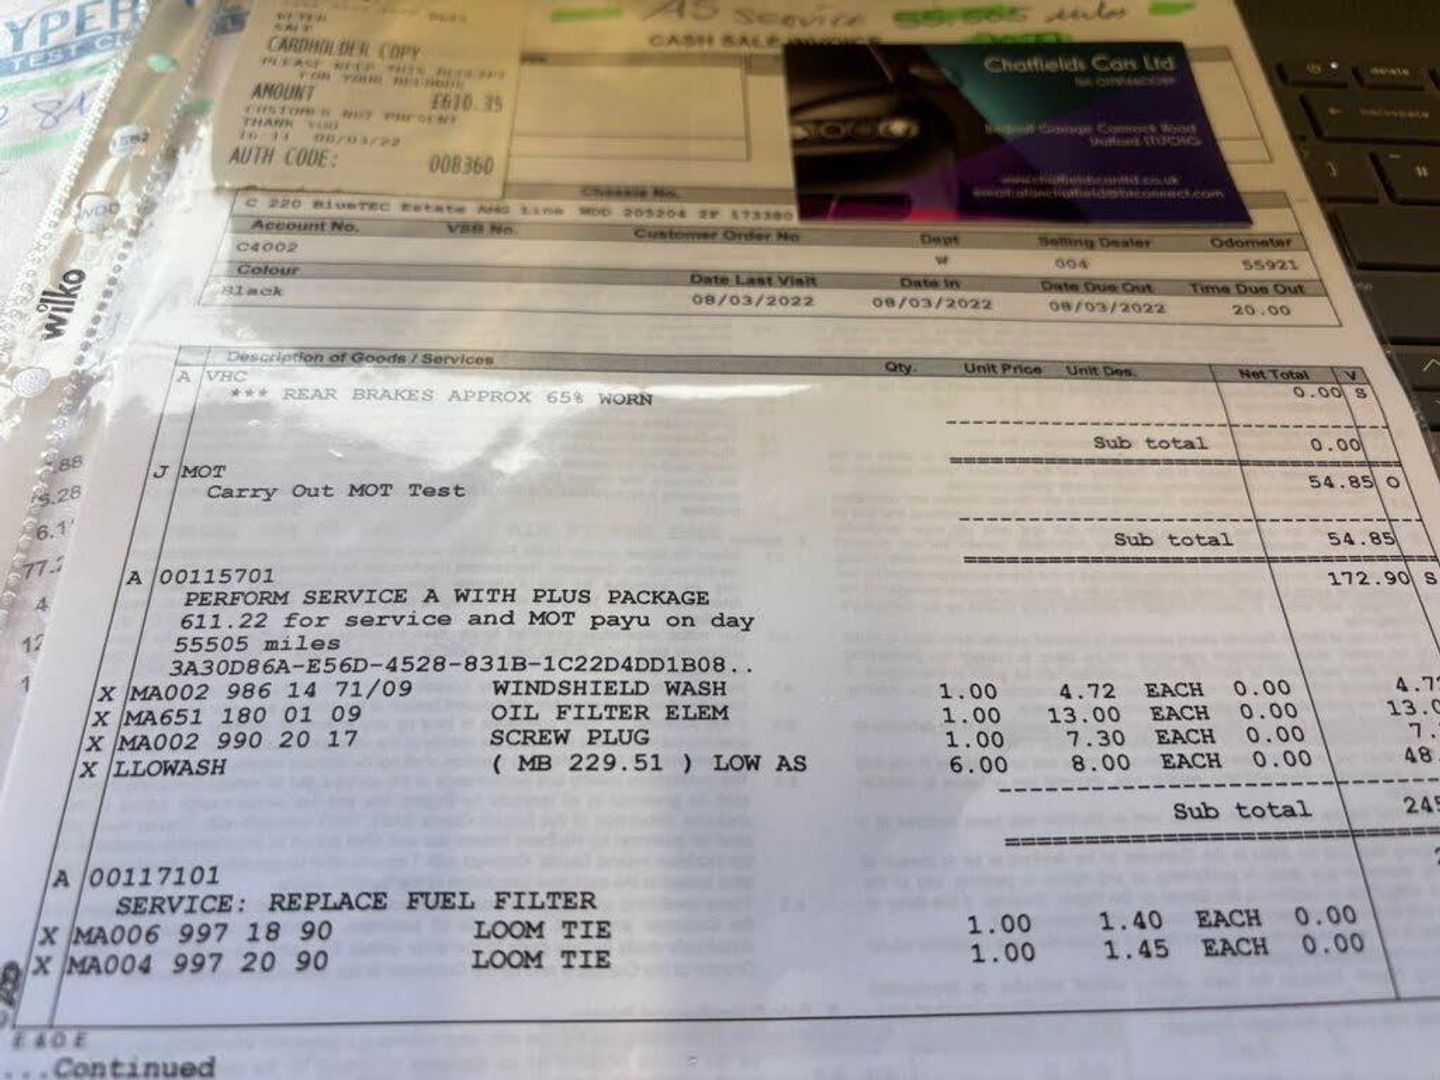 A5 Service 55,505 miles
CASH SALE INVOICE
CARDHOLDER COPY
PLEASE KEEP THIS RECEIPT
FOR YOUR RECORDS
AMOUNT £610.35
CUSTOMER NOT PRESENT
THANK YOU
AUTH CODE: 008360
Chatfields Cars Ltd
wilko
Chassis No.
C 220 BlueTEC Estate AMG Line WDD 205204 2F 173380
Account No. VSB No. Customer Order No Dept Selling Dealer Odometer
C4002 W 004 55921
Colour Date Last Visit Date In Date Due Out Time Due Out
Black 08/03/2022 08/03/2022 08/03/2022 20.00
Description of Goods / Services Qty. Unit Price Unit Des. Net Total V
A VHC 0.00 S
*** REAR BRAKES APPROX 65% WORN
Sub total 0.00
J MOT
Carry Out MOT Test 54.85 O
Sub total 54.85
A 00115701 172.90 S
PERFORM SERVICE A WITH PLUS PACKAGE
611.22 for service and MOT payu on day
55505 miles
3A30D86A-E56D-4528-831B-1C22D4DD1B08..
X MA002 986 14 71/09 WINDSHIELD WASH 1.00 4.72 EACH 0.00 4.72
X MA651 180 01 09 OIL FILTER ELEM 1.00 13.00 EACH 0.00 13.0
X MA002 990 20 17 SCREW PLUG 1.00 7.30 EACH 0.00 7.
X LLOWASH ( MB 229.51 ) LOW AS 6.00 8.00 EACH 0.00 48.
Sub total 245
A 00117101
SERVICE: REPLACE FUEL FILTER
X MA006 997 18 90 LOOM TIE 1.00 1.40 EACH 0.00
X MA004 997 20 90 LOOM TIE 1.00 1.45 EACH 0.00
E&OE
...Continued